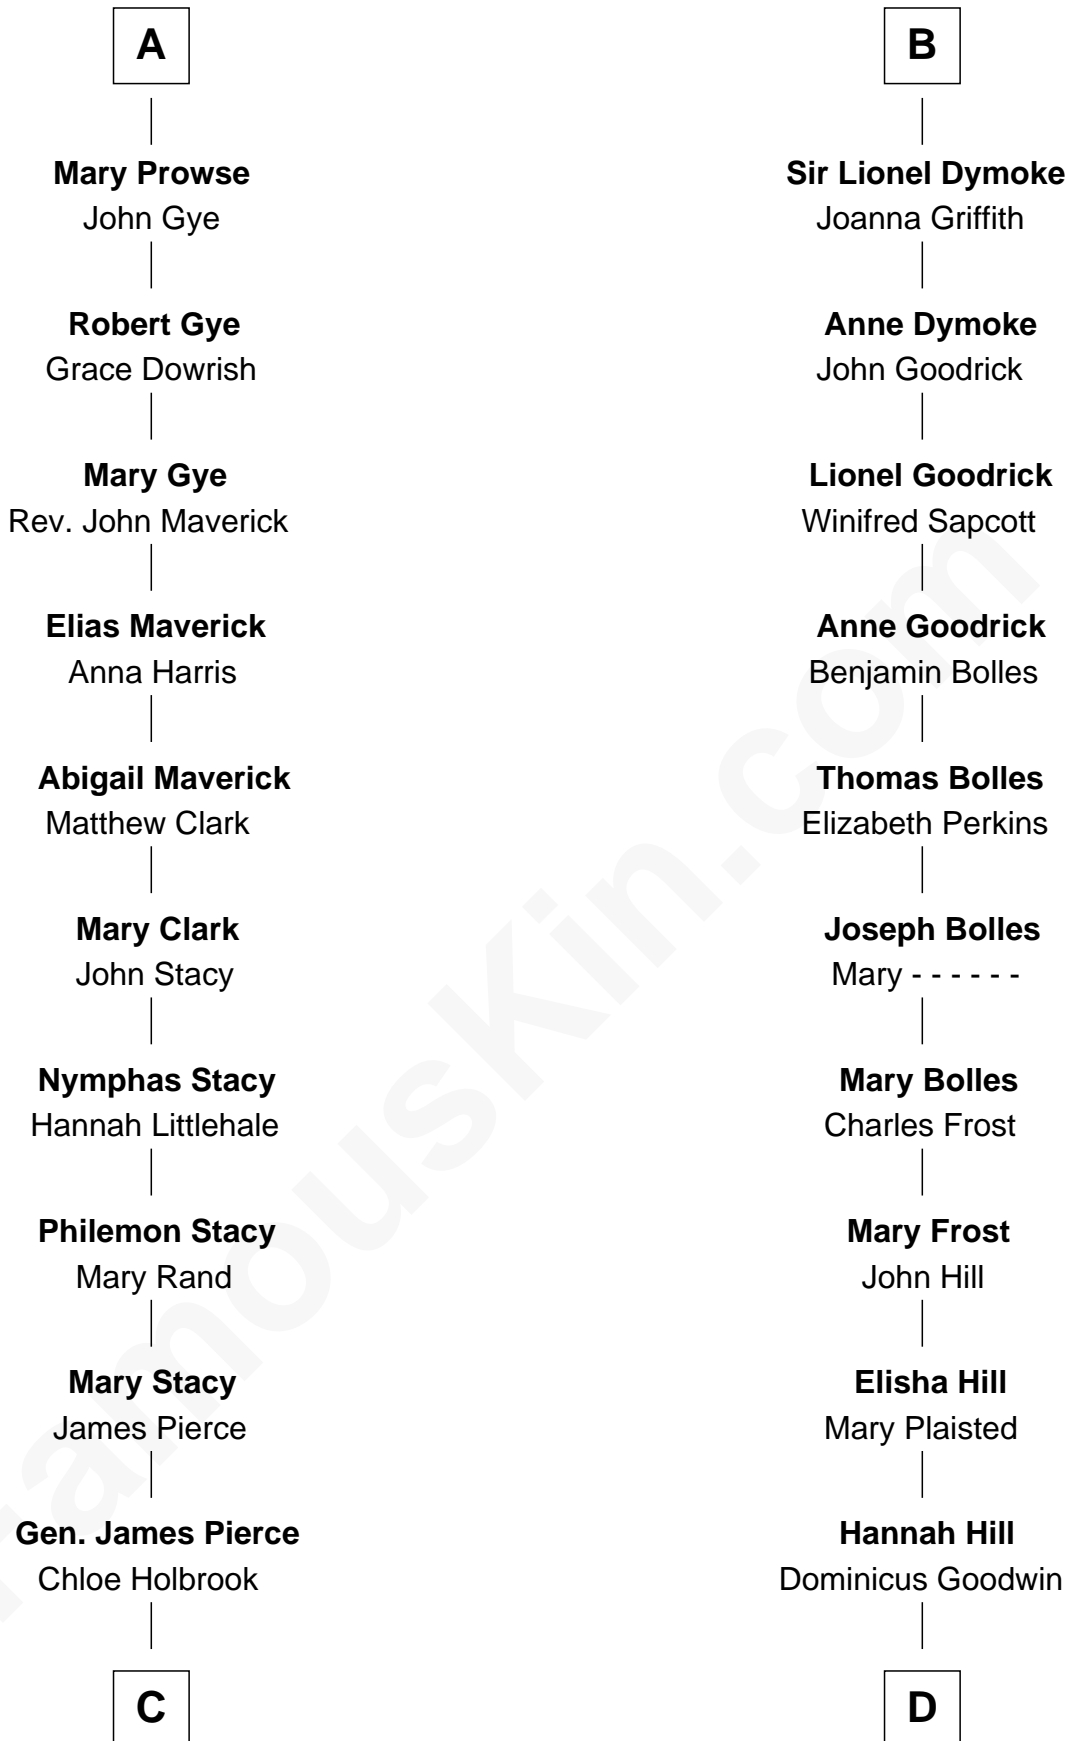 A
Mary Prowse
John Gye
Robert Gye
Grace Dowrish
Mary Gye
Rev. John Maverick
Elias Maverick
Anna Harris
Abigail Maverick
Matthew Clark
Mary Clark
John Stacy
Nymphas Stacy
Hannah Littlehale
Philemon Stacy
Mary Rand
Mary Stacy
James Pierce
Gen. James Pierce
Chloe Holbrook
C
B
Sir Lionel Dymoke
Joanna Griffith
Anne Dymoke
John Goodrick
Lionel Goodrick
Winifred Sapcott
Anne Goodrick
Benjamin Bolles
Thomas Bolles
Elizabeth Perkins
Joseph Bolles
Mary - - - - - -
Mary Bolles
Charles Frost
Mary Frost
John Hill
Elisha Hill
Mary Plaisted
Hannah Hill
Dominicus Goodwin
D
FamousKin.com